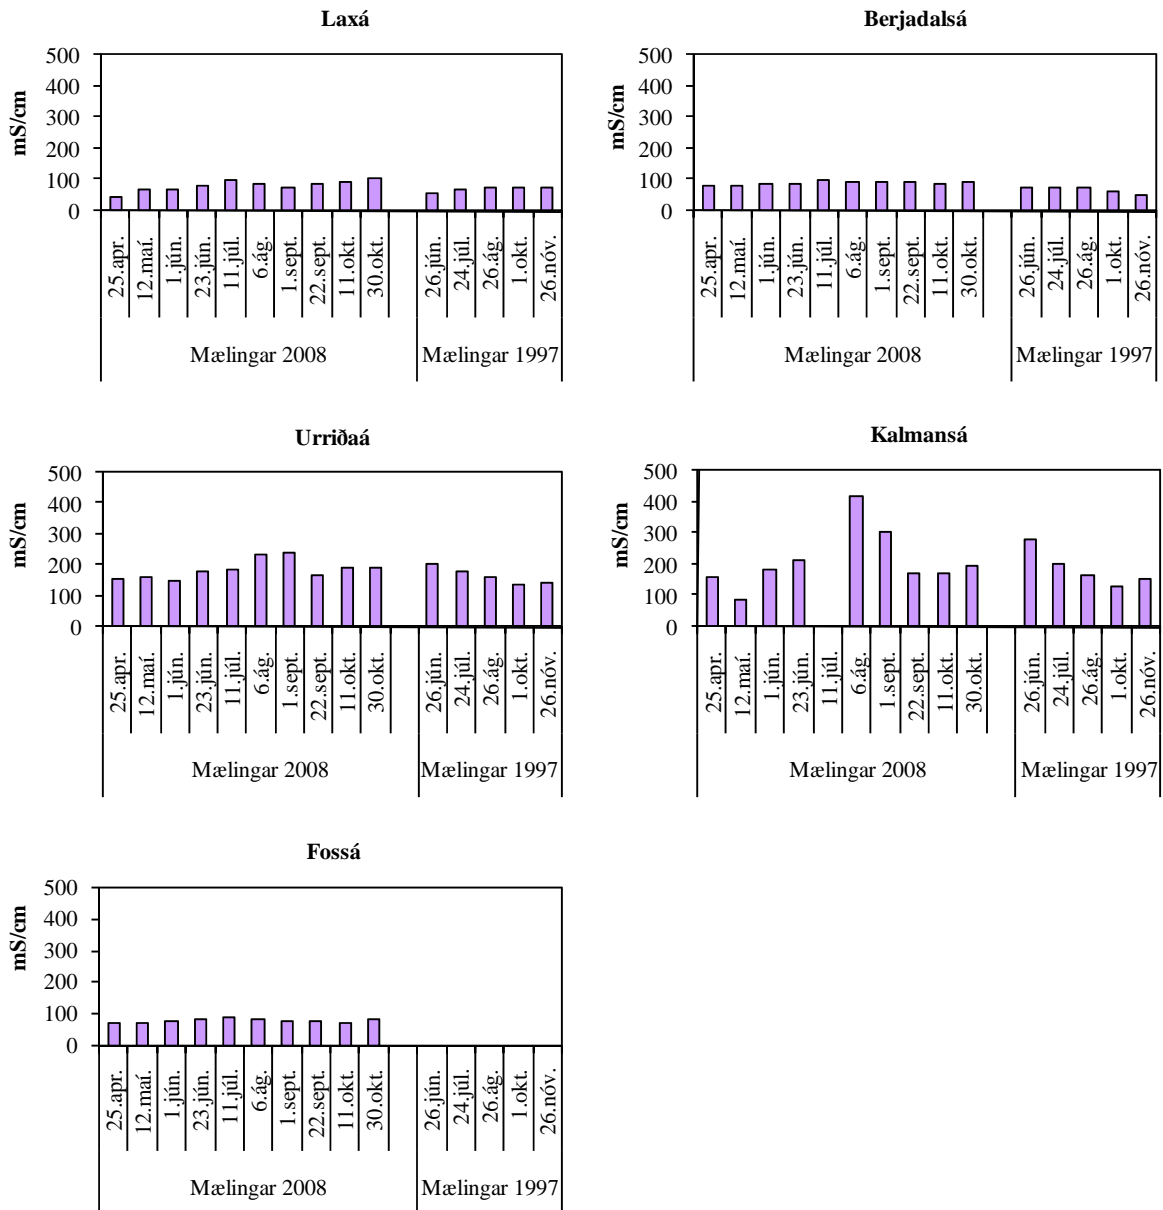 Laxá
mS/cm
500
400
300
200
100
0
25.apr.
12.maí.
1.jún.
23.jún.
11.júl.
6.ág.
1.sept.
22.sept.
11.okt.
30.okt.
26.jún.
24.júl.
26.ág.
1.okt.
26.nóv.
Mælingar 2008
Mælingar 1997
Berjadalsá
mS/cm
500
400
300
200
100
0
25.apr.
12.maí.
1.jún.
23.jún.
11.júl.
6.ág.
1.sept.
22.sept.
11.okt.
30.okt.
26.jún.
24.júl.
26.ág.
1.okt.
26.nóv.
Mælingar 2008
Mælingar 1997
Urriðaá
mS/cm
500
400
300
200
100
0
25.apr.
12.maí.
1.jún.
23.jún.
11.júl.
6.ág.
1.sept.
22.sept.
11.okt.
30.okt.
26.jún.
24.júl.
26.ág.
1.okt.
26.nóv.
Mælingar 2008
Mælingar 1997
Kalmansá
mS/cm
500
400
300
200
100
0
25.apr.
12.maí.
1.jún.
23.jún.
11.júl.
6.ág.
1.sept.
22.sept.
11.okt.
30.okt.
26.jún.
24.júl.
26.ág.
1.okt.
26.nóv.
Mælingar 2008
Mælingar 1997
Fossá
mS/cm
500
400
300
200
100
0
25.apr.
12.maí.
1.jún.
23.jún.
11.júl.
6.ág.
1.sept.
22.sept.
11.okt.
30.okt.
26.jún.
24.júl.
26.ág.
1.okt.
26.nóv.
Mælingar 2008
Mælingar 1997